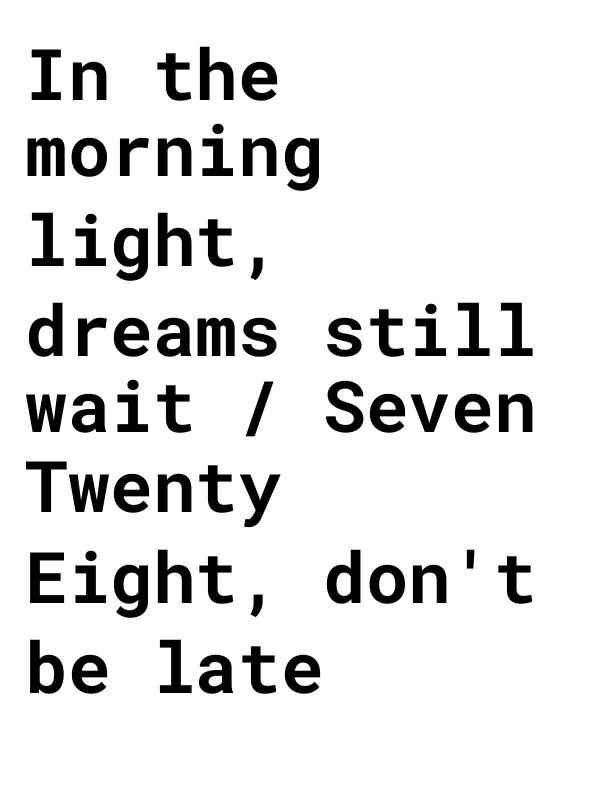 In the
morning
light,
dreams still
wait / Seven
Twenty
Eight, don't
be late